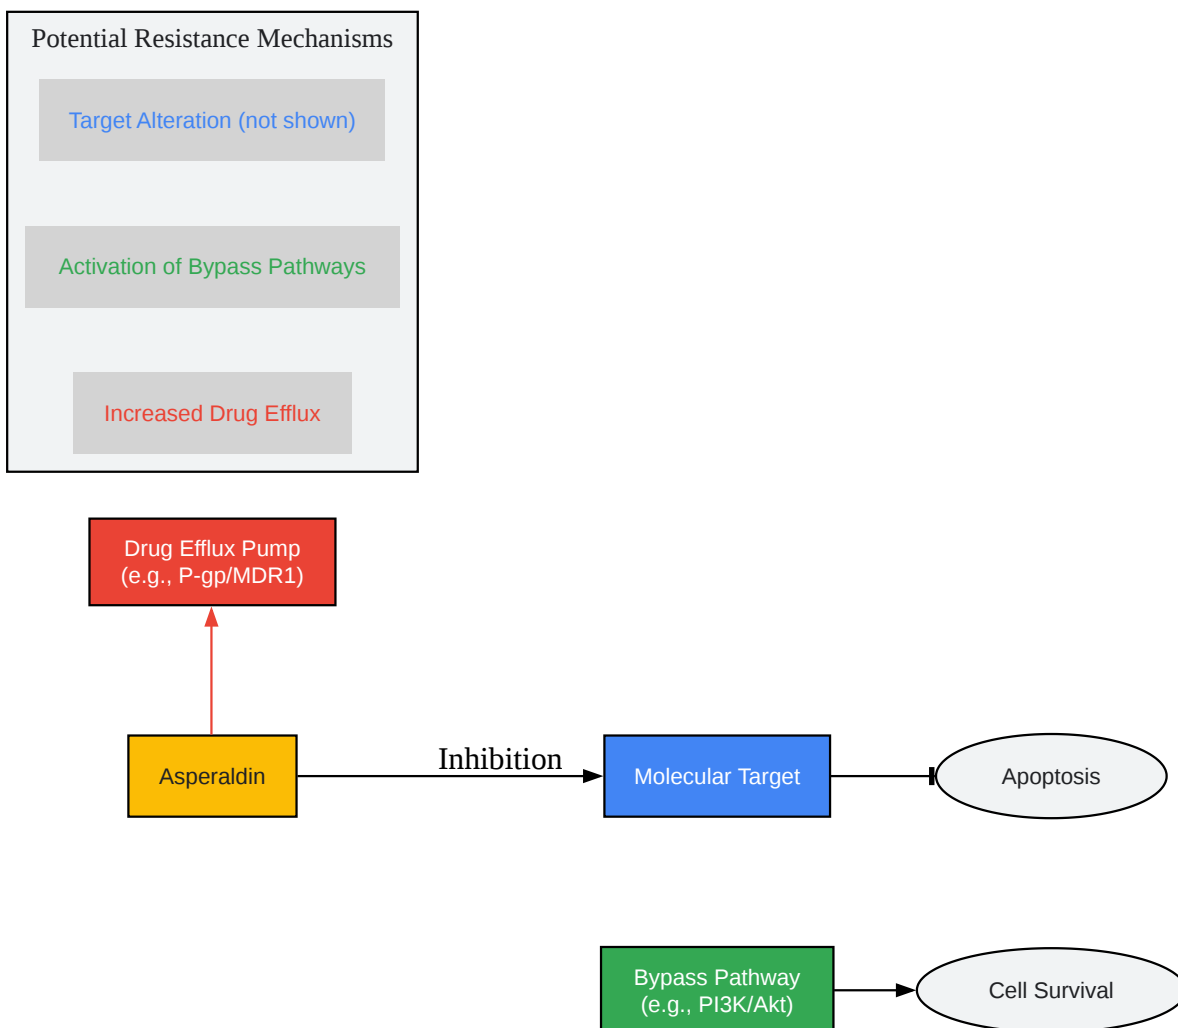 Potential Resistance Mechanisms
Target Alteration (not shown)
Activation of Bypass Pathways
Increased Drug Efflux
Drug Efflux Pump
(e.g., P-gp/MDR1)
Asperaldin
Inhibition
Molecular Target
Apoptosis
Bypass Pathway
(e.g., PI3K/Akt)
Cell Survival